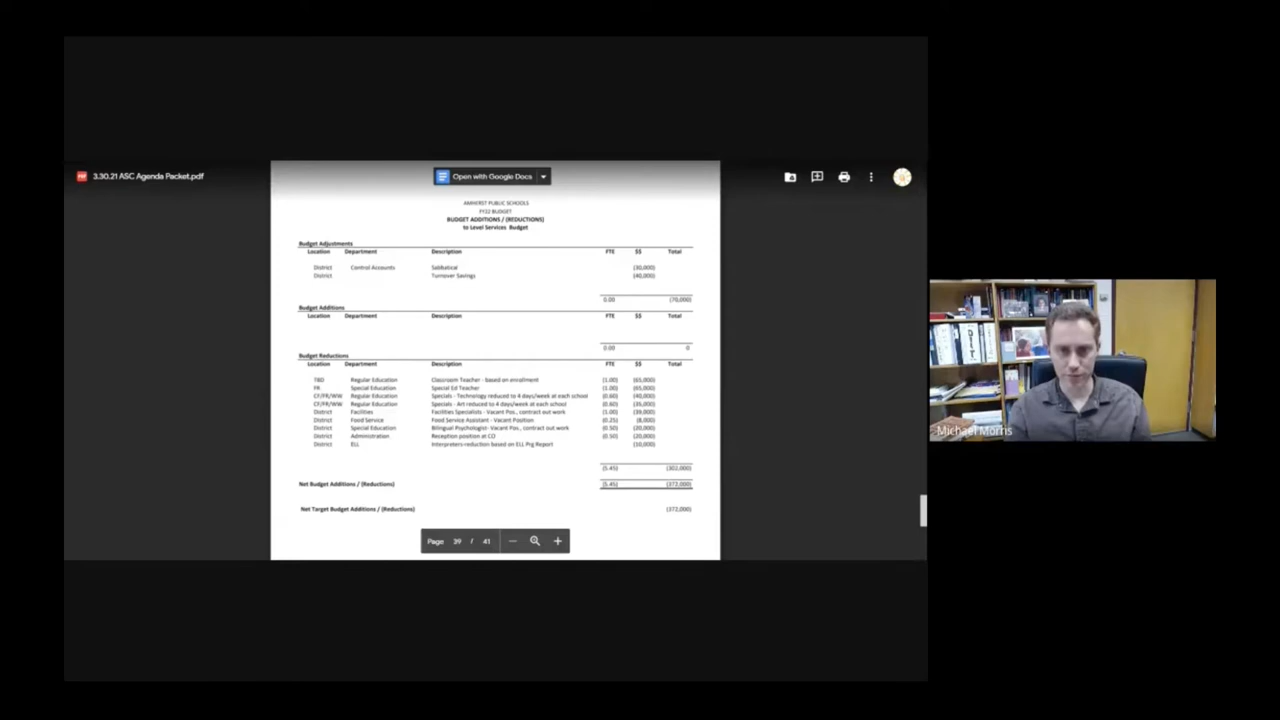 3.30.21 ASC Agenda Packet.pdf
Open with Google Docs
AMHERST PUBLIC SCHOOLS
FY22 BUDGET
BUDGET ADDITIONS / (REDUCTIONS)
to Level Services Budget
Budget Adjustments
Location Department Description FTE $$ Total
District Control Accounts Sabbatical (30,000)
District Turnover Savings (40,000)
0.00 (70,000)
Budget Additions
Location Department Description FTE $$ Total
0.00 0
Budget Reductions
Location Department Description FTE $$ Total
TBD Regular Education Classroom Teacher - based on enrollment (1.00) (65,000)
FR Special Education Special Ed Teacher (1.00) (65,000)
CF/FR/WW Regular Education Specials - Technology reduced to 4 days/week at each school (0.60) (40,000)
CF/FR/WW Regular Education Specials - Art reduced to 4 days/week at each school (0.60) (35,000)
District Facilities Facilities Specialists - Vacant Pos., contract out work (1.00) (39,000)
District Food Service Food Service Assistant - Vacant Position (0.25) (8,000)
District Special Education Bilingual Psychologist- Vacant Pos., contract out work (0.50) (20,000)
District Administration Reception position at CO (0.50) (20,000)
District ELL Interpreters-reduction based on ELL Prg Report (10,000)
(5.45) (302,000)
Net Budget Additions / (Reductions) (5.45) (372,000)
Net Target Budget Additions / (Reductions) (372,000)
Page 39 / 41
Michael Morris